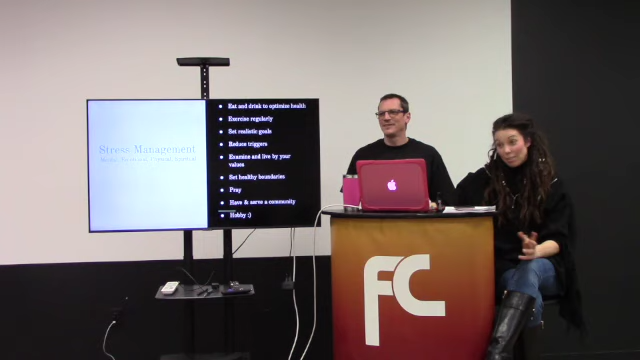 Stress Management
Eat and drink to optimize health
Exercise regularly
Set realistic goals
Reduce triggers
Examine and live by your
values
Set healthy boundaries
Pray
Have & serve a community
Hobby :)
FC